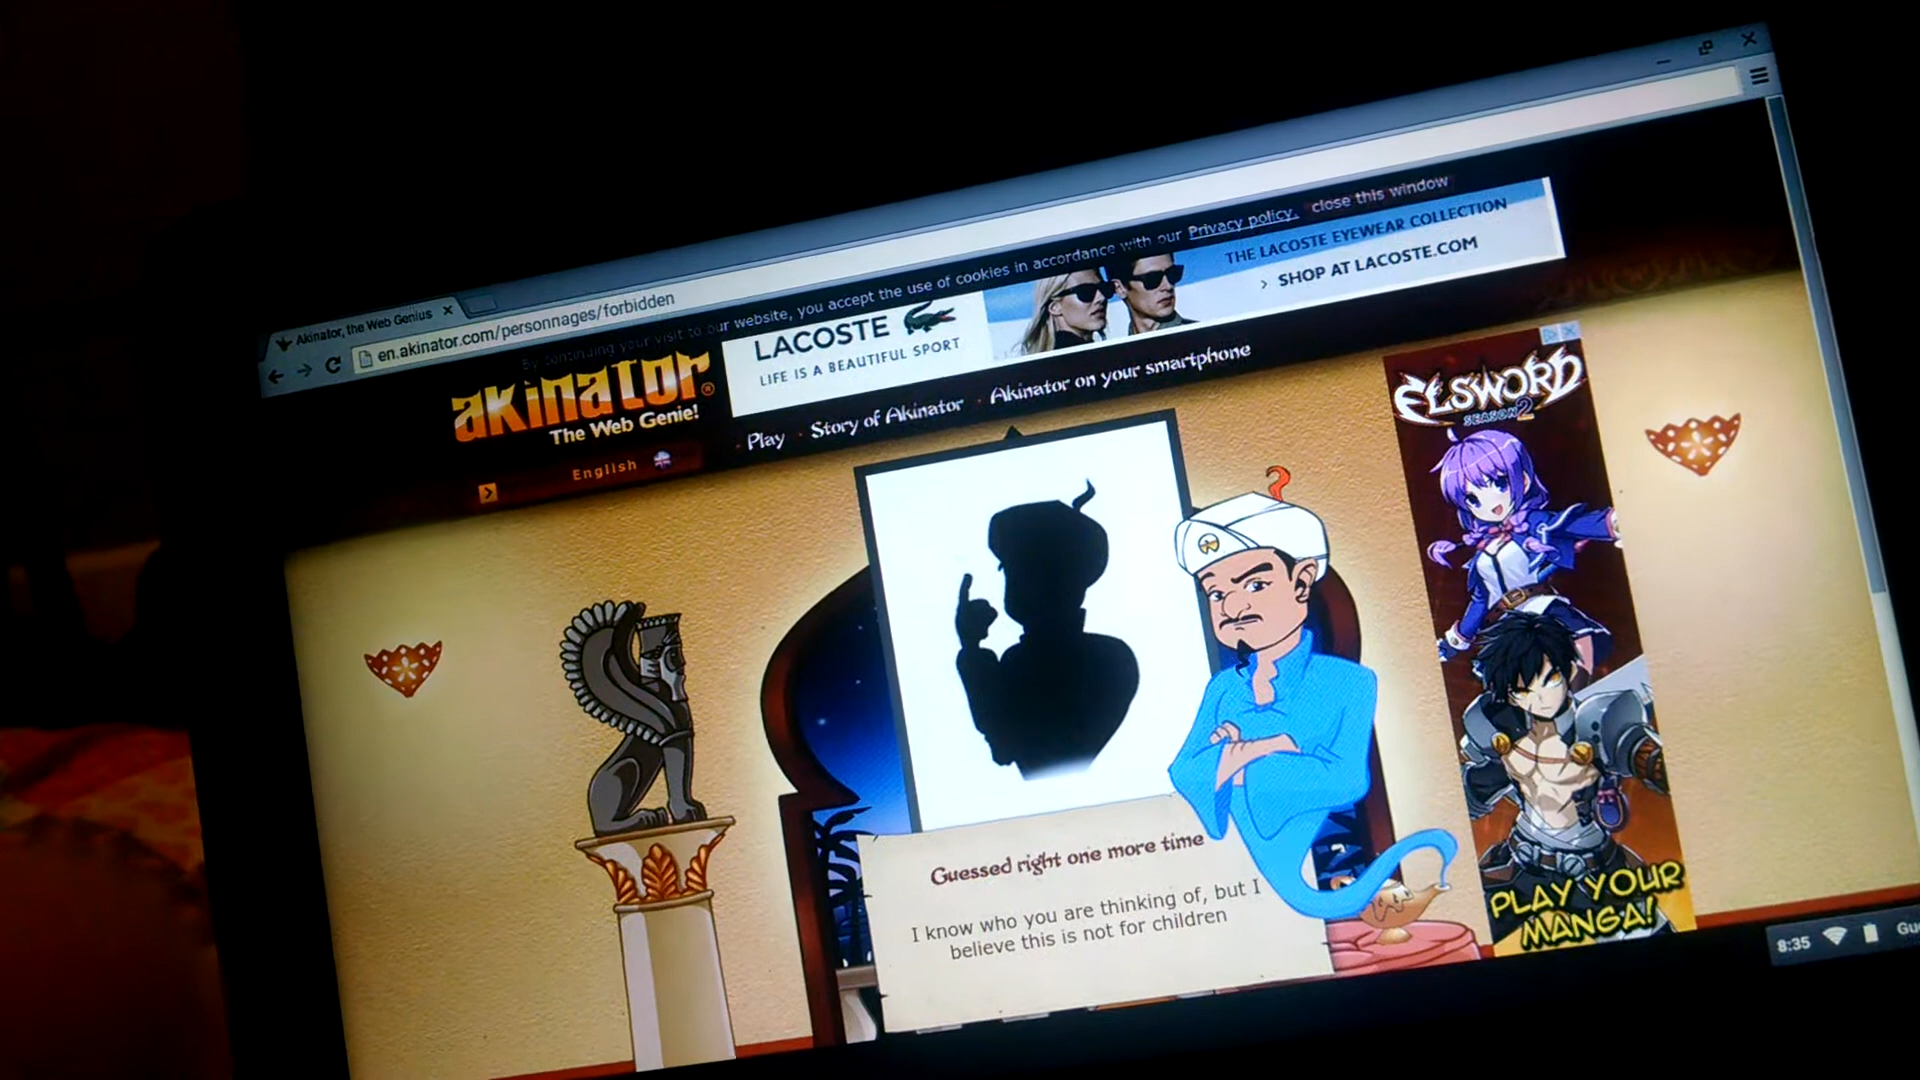 Akinator, the Web Genius
en.akinator.com/personnages/forbidden
By continuing your visit to our website, you accept the use of cookies in accordance with our Privacy policy. close this window
LACOSTE
LIFE IS A BEAUTIFUL SPORT
THE LACOSTE EYEWEAR COLLECTION
> SHOP AT LACOSTE.COM
akinator®
The Web Genie!
English
Play · Story of Akinator · Akinator on your smartphone
ELSWORD
SEASON 2
Guessed right one more time
I know who you are thinking of, but I
believe this is not for children
PLAY YOUR
MANGA!
8:35